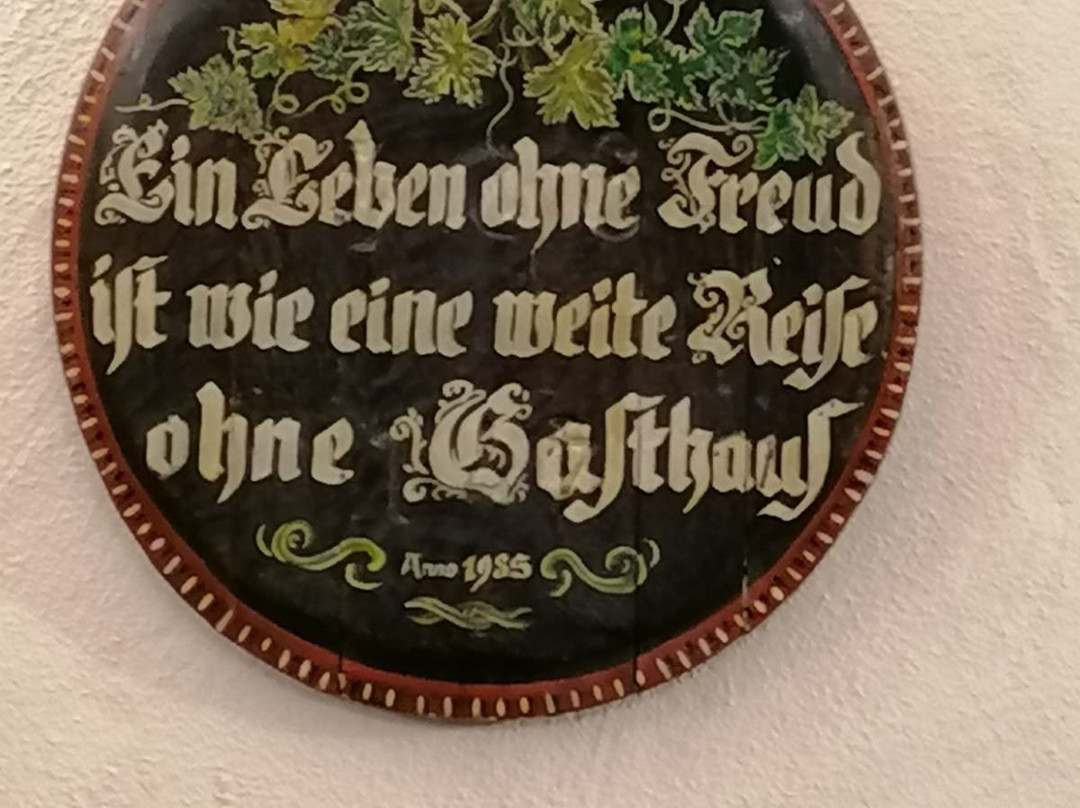 Ein Leben ohne Freud
iſt wie eine weite Reiſe
ohne Gaſthauſ
Anno 1985